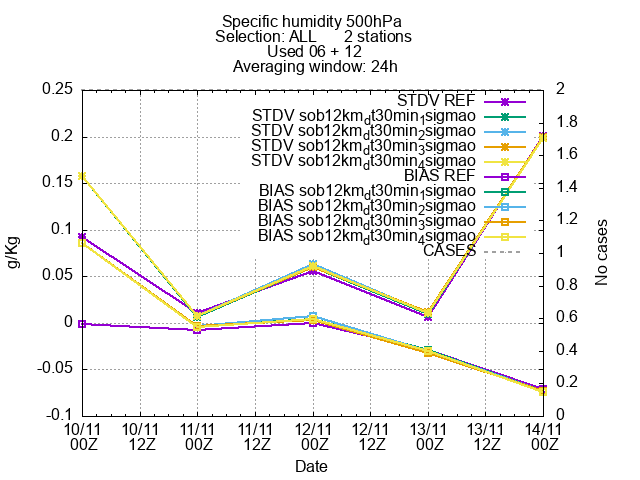 Specific humidity 500hPa
Selection: ALL 2 stations
Used 06 + 12
Averaging window: 24h
STDV REF
STDV sob12km_dt30min_1sigmao
STDV sob12km_dt30min_2sigmao
STDV sob12km_dt30min_3sigmao
STDV sob12km_dt30min_4sigmao
BIAS REF
BIAS sob12km_dt30min_1sigmao
BIAS sob12km_dt30min_2sigmao
BIAS sob12km_dt30min_3sigmao
BIAS sob12km_dt30min_4sigmao
CASES
g/Kg
0.25
0.2
0.15
0.1
0.05
0
-0.05
-0.1
No cases
2
1.8
1.6
1.4
1.2
1
0.8
0.6
0.4
0.2
0
10/11 10/11 11/11 11/11 12/11 12/11 13/11 13/11 14/11
00Z 12Z 00Z 12Z 00Z 12Z 00Z 12Z 00Z
Date